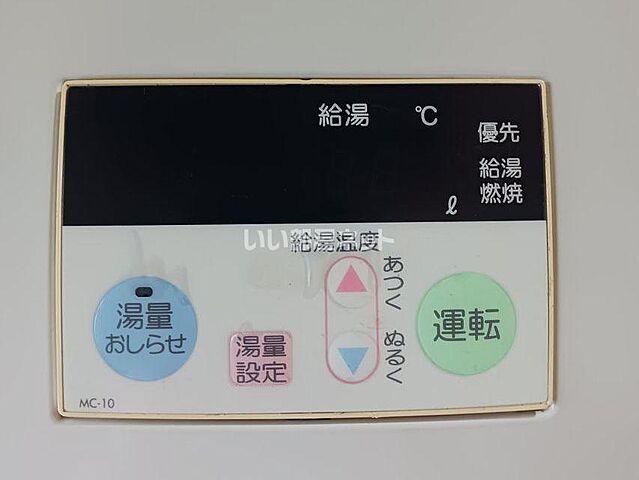 給湯 ℃
優先
給湯
燃焼
ℓ
給湯温度
あつく
ぬるく
湯量
おしらせ
湯量
設定
運転
MC-10